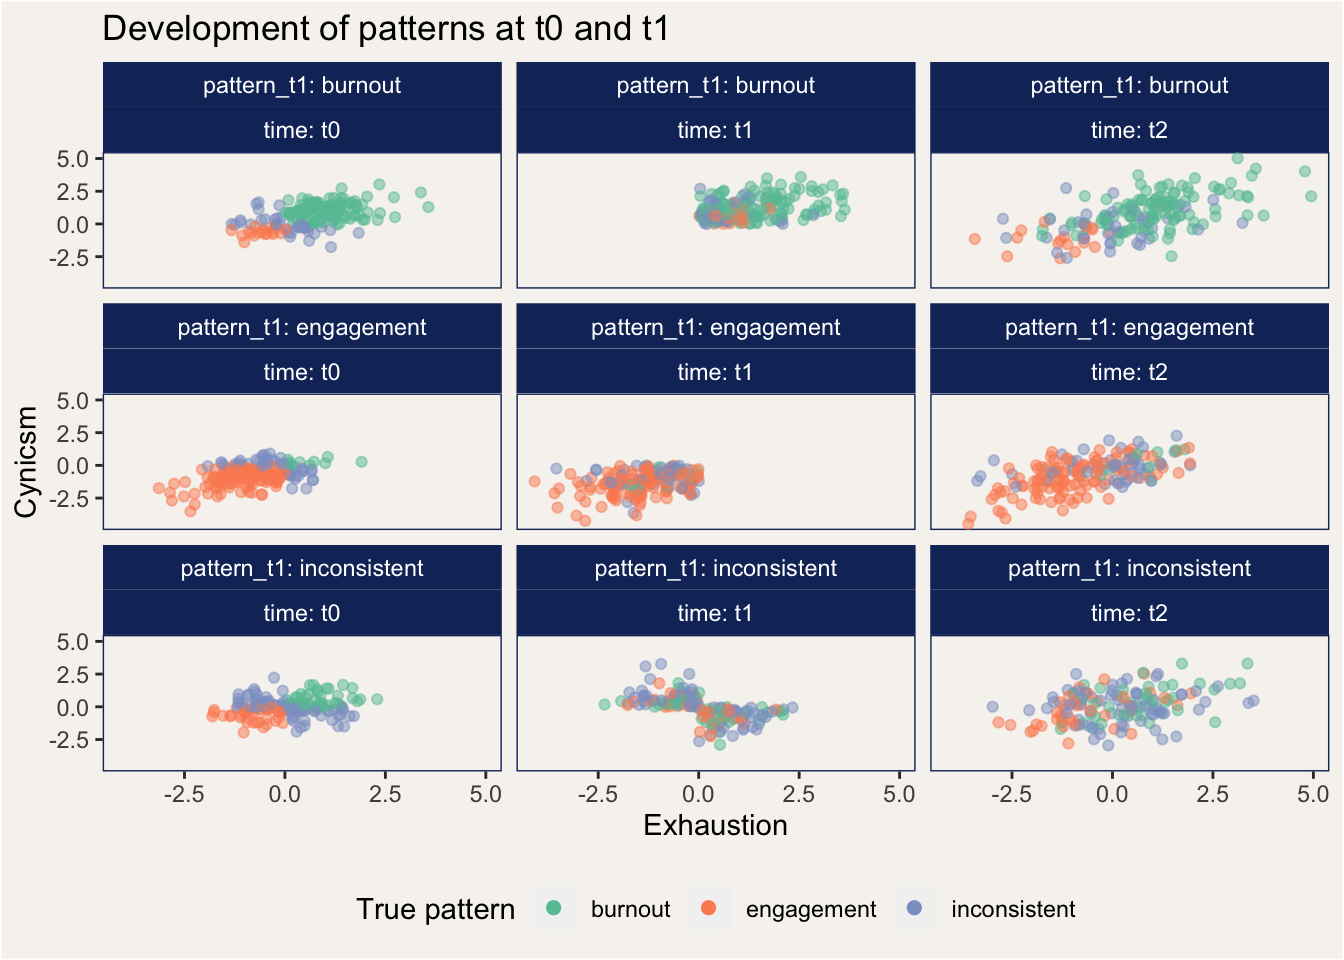 Development of patterns at t0 and t1
pattern_t1: burnout
pattern_t1: burnout
pattern_t1: burnout
time: t0
time: t1
time: t2
5.0
2.5
0.0
-2.5
pattern_t1: engagement
pattern_t1: engagement
pattern_t1: engagement
time: t0
time: t1
time: t2
5.0
2.5
0.0
-2.5
Cynicsm
pattern_t1: inconsistent
pattern_t1: inconsistent
pattern_t1: inconsistent
time: t0
time: t1
time: t2
5.0
2.5
0.0
-2.5
-2.5 0.0 2.5 5.0
-2.5 0.0 2.5 5.0
-2.5 0.0 2.5 5.0
Exhaustion
True pattern burnout engagement inconsistent